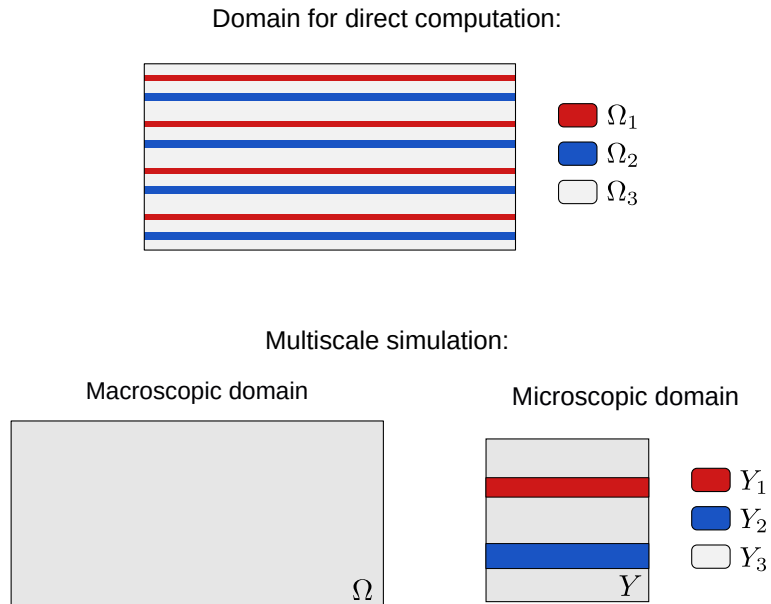 Domain for direct computation:
Ω₁
Ω₂
Ω₃
Multiscale simulation:
Macroscopic domain
Microscopic domain
Ω
Y₁
Y₂
Y₃
Y